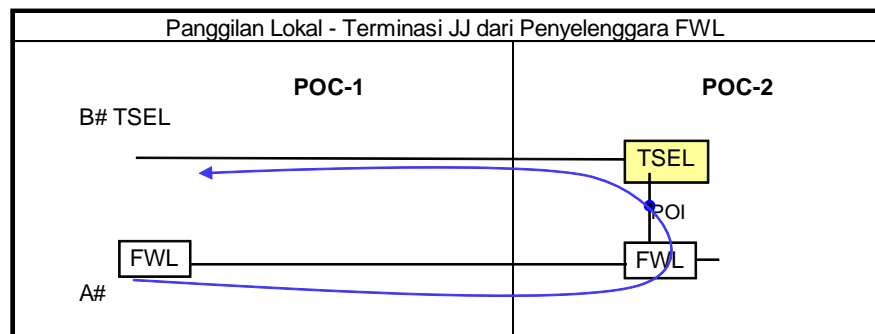 Panggilan Lokal - Terminasi JJ dari Penyelenggara FWL
POC-1 POC-2
B# TSEL
TSEL
POI
FWL FWL
A#